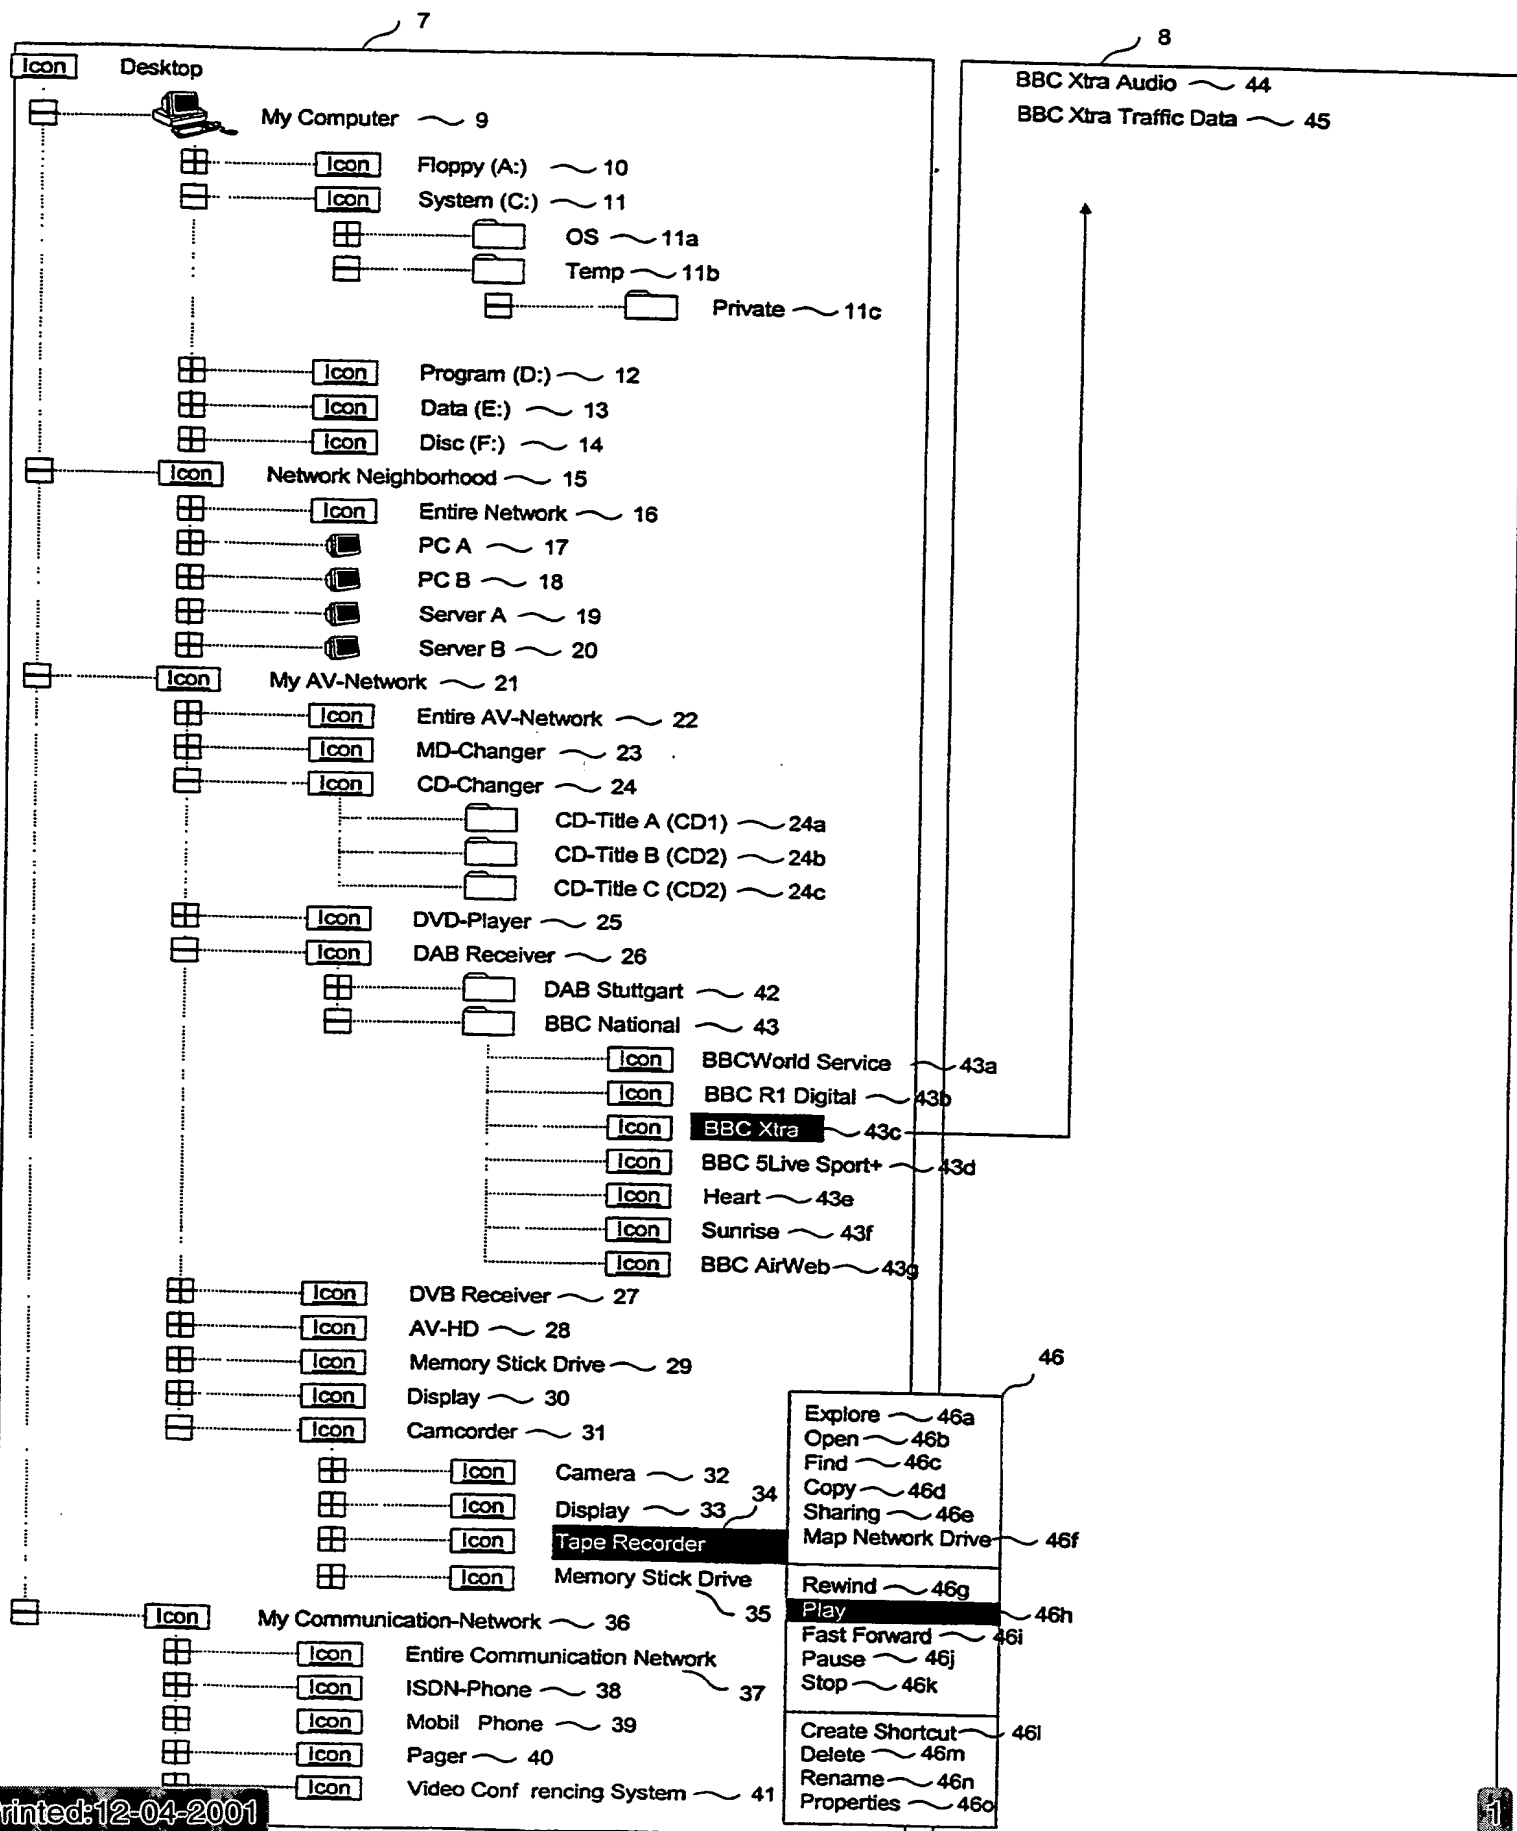 7
8
Icon Desktop
BBC Xtra Audio 44
My Computer 9
BBC Xtra Traffic Data 45
Icon Floppy (A:) 10
Icon System (C:) 11
OS 11a
Temp 11b
Private 11c
Icon Program (D:) 12
Icon Data (E:) 13
Icon Disc (F:) 14
Icon Network Neighborhood 15
Icon Entire Network 16
PC A 17
PC B 18
Server A 19
Server B 20
Icon My AV-Network 21
Icon Entire AV-Network 22
Icon MD-Changer 23
Icon CD-Changer 24
CD-Title A (CD1) 24a
CD-Title B (CD2) 24b
CD-Title C (CD2) 24c
Icon DVD-Player 25
Icon DAB Receiver 26
DAB Stuttgart 42
BBC National 43
Icon BBCWorld Service 43a
Icon BBC R1 Digital 43b
Icon BBC Xtra 43c
Icon BBC 5Live Sport+ 43d
Icon Heart 43e
Icon Sunrise 43f
Icon BBC AirWeb 43g
Icon DVB Receiver 27
Icon AV-HD 28
Icon Memory Stick Drive 29
Icon Display 30
Icon Camcorder 31
Icon Camera 32
Icon Display 33
34
Icon Tape Recorder
Icon Memory Stick Drive
35
46
Explore 46a
Open 46b
Find 46c
Copy 46d
Sharing 46e
Map Network Drive 46f
Rewind 46g
Play 46h
Fast Forward 46i
Pause 46j
Stop 46k
Create Shortcut 46l
Delete 46m
Rename 46n
Properties 46o
Icon My Communication-Network 36
Icon Entire Communication Network
37
Icon ISDN-Phone 38
Icon Mobil Phone 39
Icon Pager 40
Icon Video Conf rencing System 41
rinted:12-04-2001
1